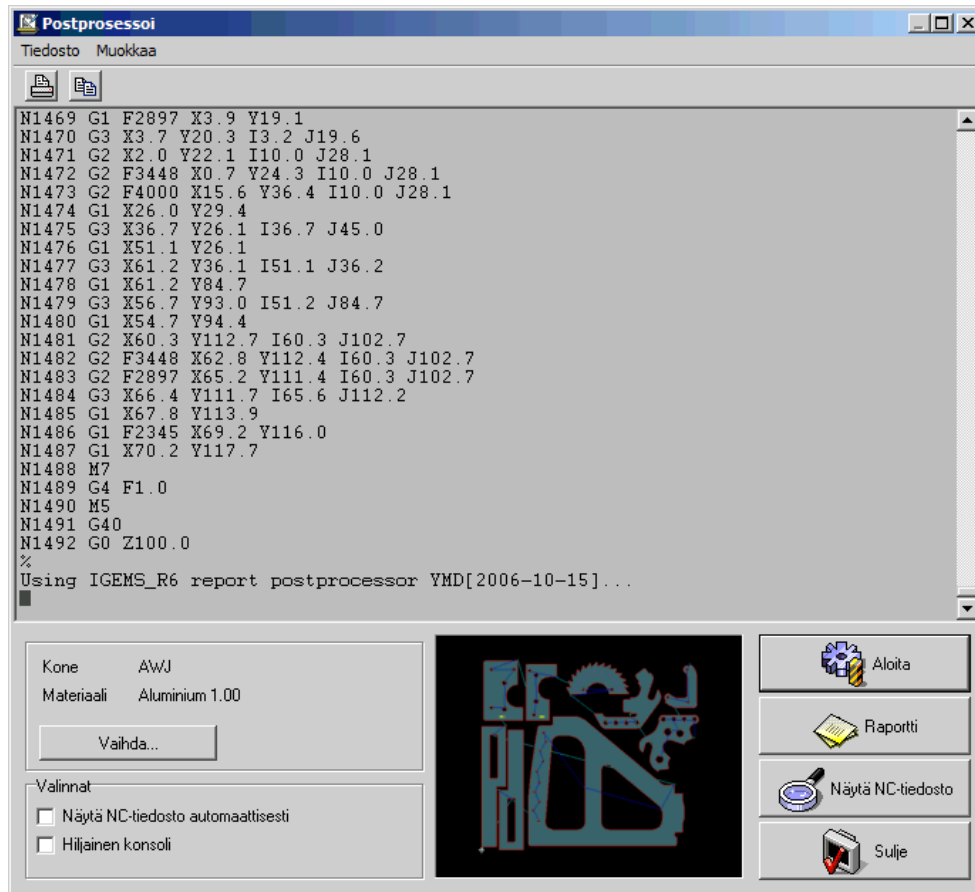 Postprosessoi
Tiedosto Muokkaa
N1469 G1 F2897 X3.9 Y19.1
N1470 G3 X3.7 Y20.3 I3.2 J19.6
N1471 G2 X2.0 Y22.1 I10.0 J28.1
N1472 G2 F3448 X0.7 Y24.3 I10.0 J28.1
N1473 G2 F4000 X15.6 Y36.4 I10.0 J28.1
N1474 G1 X26.0 Y29.4
N1475 G3 X36.7 Y26.1 I36.7 J45.0
N1476 G1 X51.1 Y26.1
N1477 G3 X61.2 Y36.1 I51.1 J36.2
N1478 G1 X61.2 Y84.7
N1479 G3 X56.7 Y93.0 I51.2 J84.7
N1480 G1 X54.7 Y94.4
N1481 G2 X60.3 Y112.7 I60.3 J102.7
N1482 G2 F3448 X62.8 Y112.4 I60.3 J102.7
N1483 G2 F2897 X65.2 Y111.4 I60.3 J102.7
N1484 G3 X66.4 Y111.7 I65.6 J112.2
N1485 G1 X67.8 Y113.9
N1486 G1 F2345 X69.2 Y116.0
N1487 G1 X70.2 Y117.7
N1488 M7
N1489 G4 F1.0
N1490 M5
N1491 G40
N1492 G0 Z100.0
%
Using IGEMS_R6 report postprocessor YMD[2006-10-15]...
Kone AWJ
Materiaali Aluminium 1.00
Vaihda...
Valinnat
Näytä NC-tiedosto automaattisesti
Hiljainen konsoli
Aloita
Raportti
Näytä NC-tiedosto
Sulje